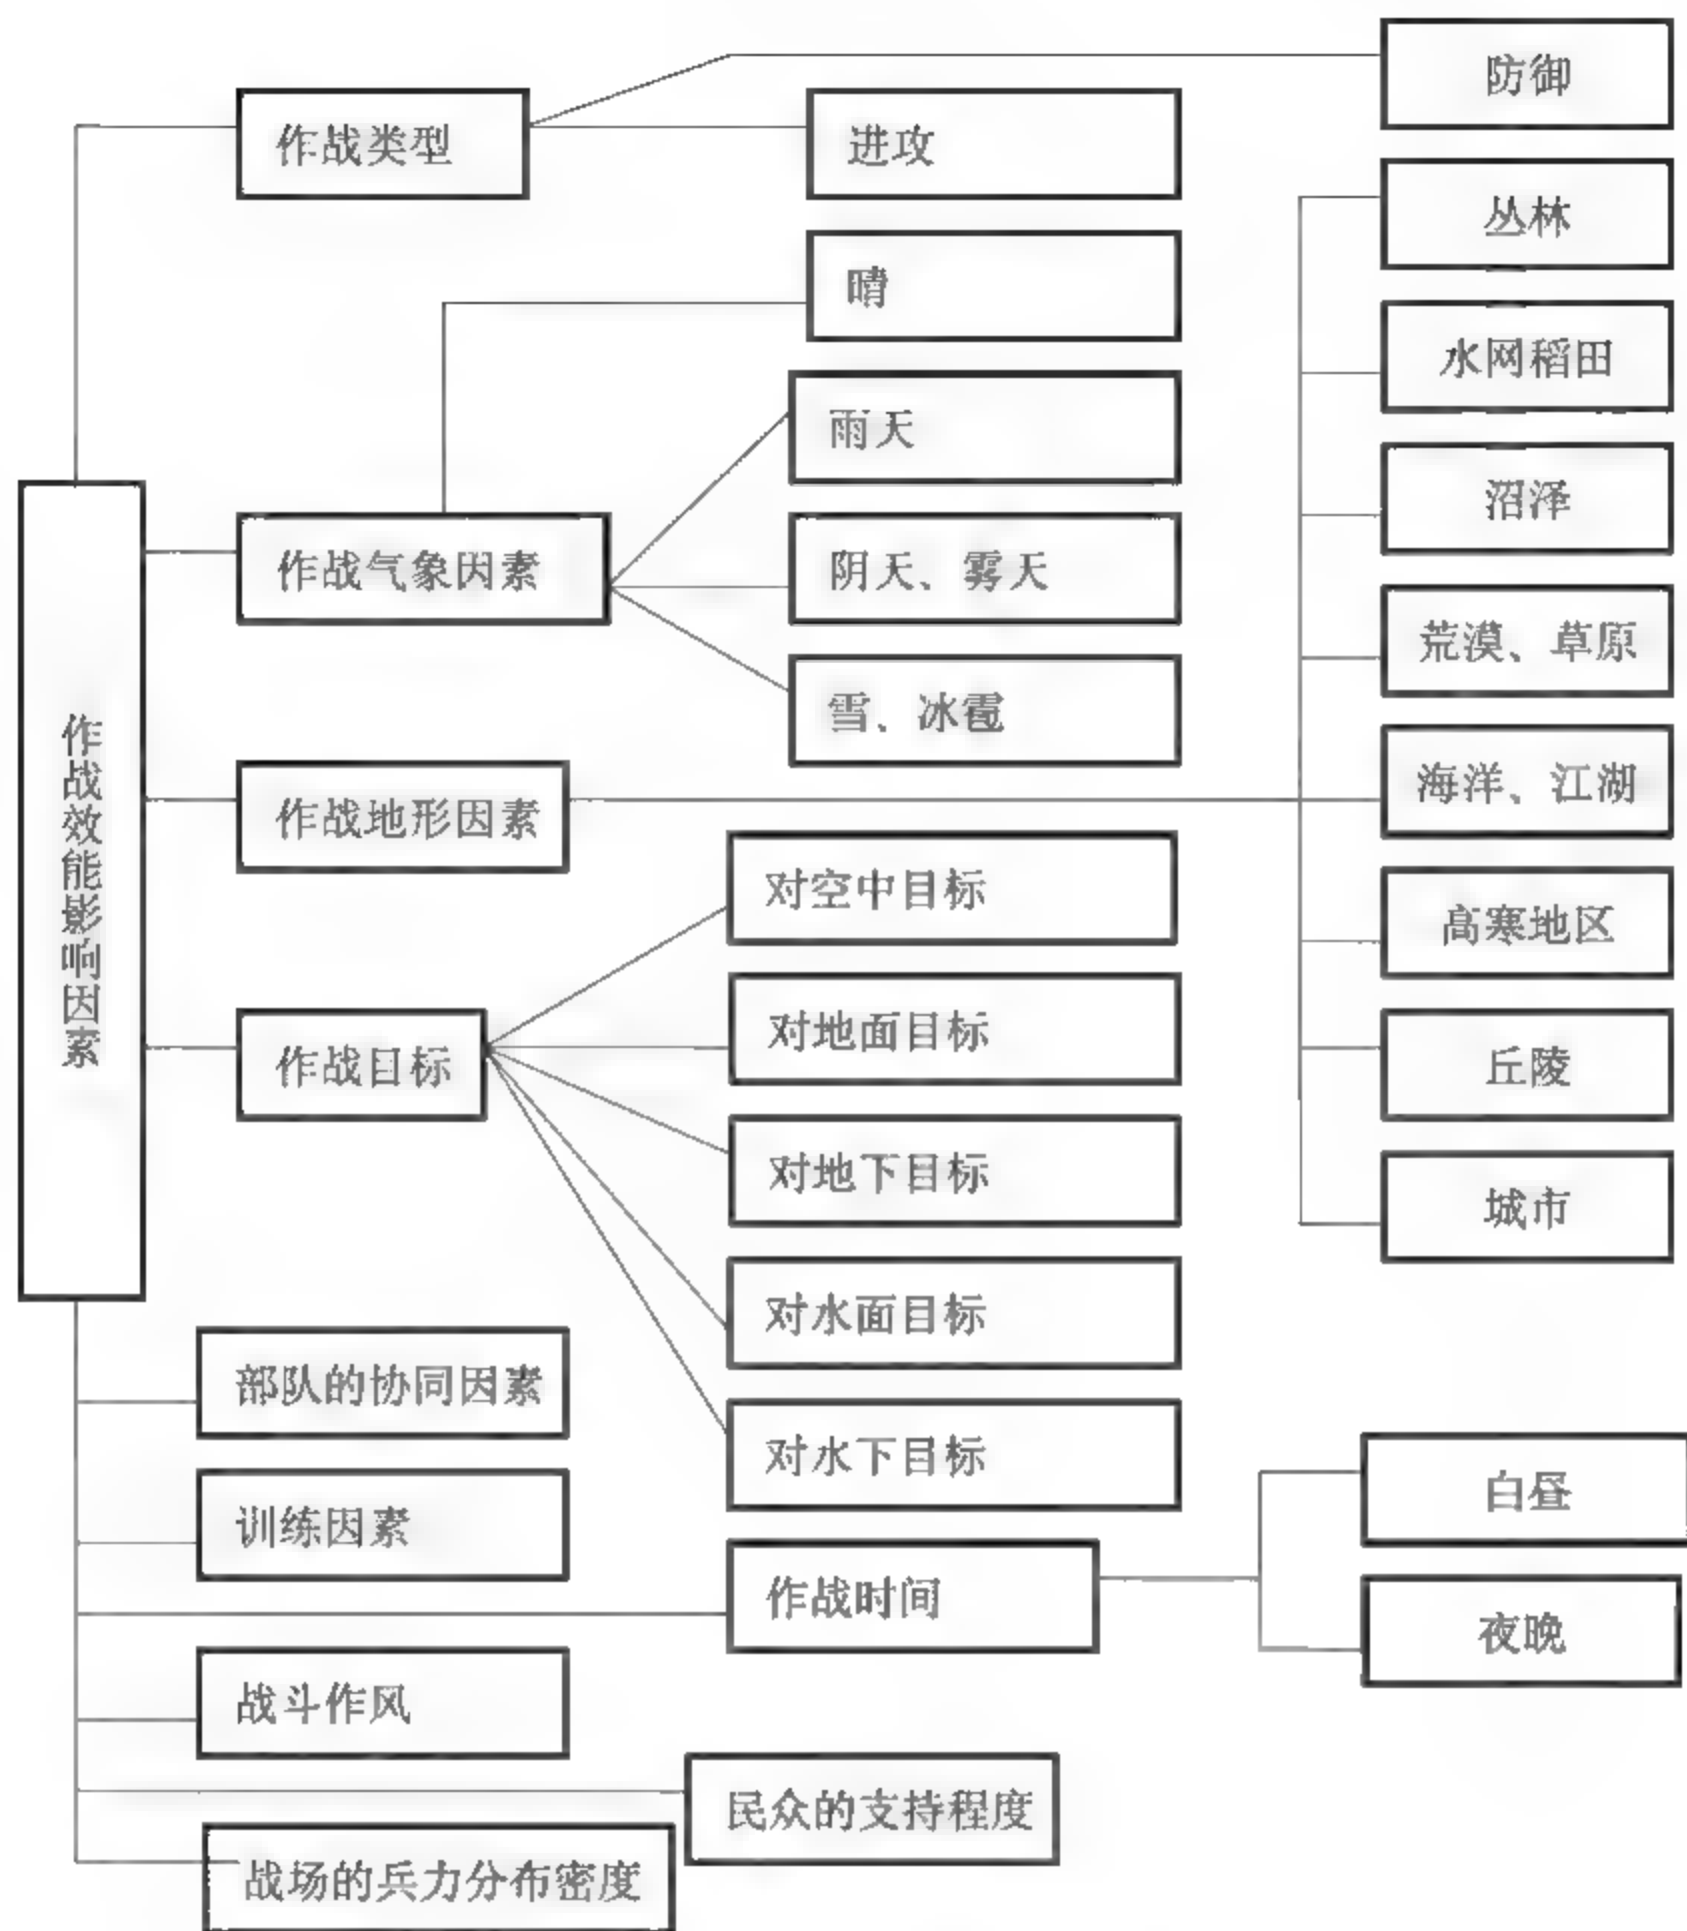 作战效能影响因素
作战类型
进攻
防御
作战气象因素
晴
雨天
阴天、雾天
雪、冰雹
作战地形因素
丛林
水网稻田
沼泽
荒漠、草原
海洋、江湖
高寒地区
丘陵
城市
作战目标
对空中目标
对地面目标
对地下目标
对水面目标
对水下目标
部队的协同因素
训练因素
作战时间
白昼
夜晚
战斗作风
民众的支持程度
战场的兵力分布密度